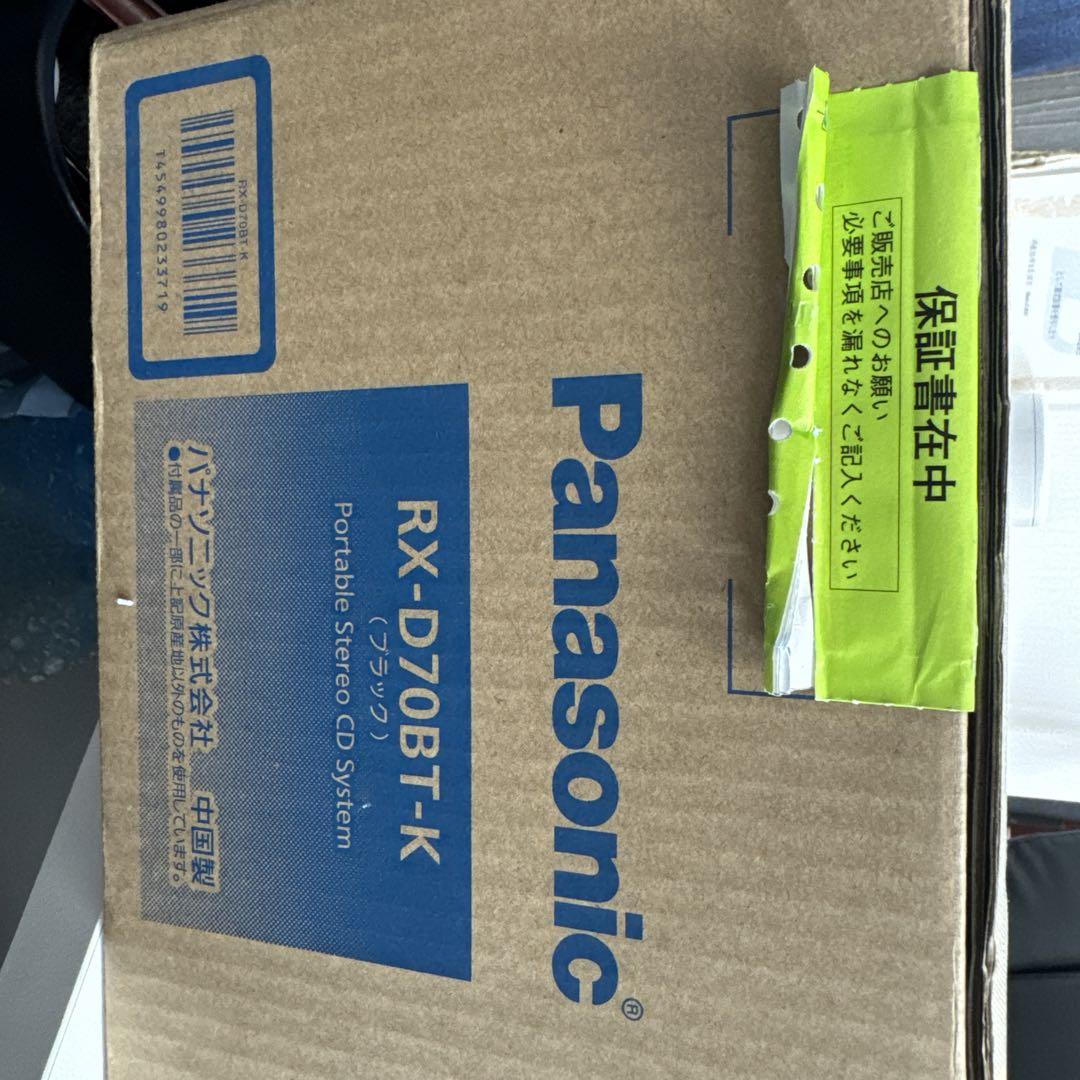 保証書在中
ご販売店へのお願い
必要事項を漏れなくご記入ください
Panasonic®
RX-D70BT-K
(ブラック)
Portable Stereo CD System
パナソニック株式会社 中国製
●付属品の一部に上記原産地以外のものを使用しています。
RX-D70BT-K
T4549980233719